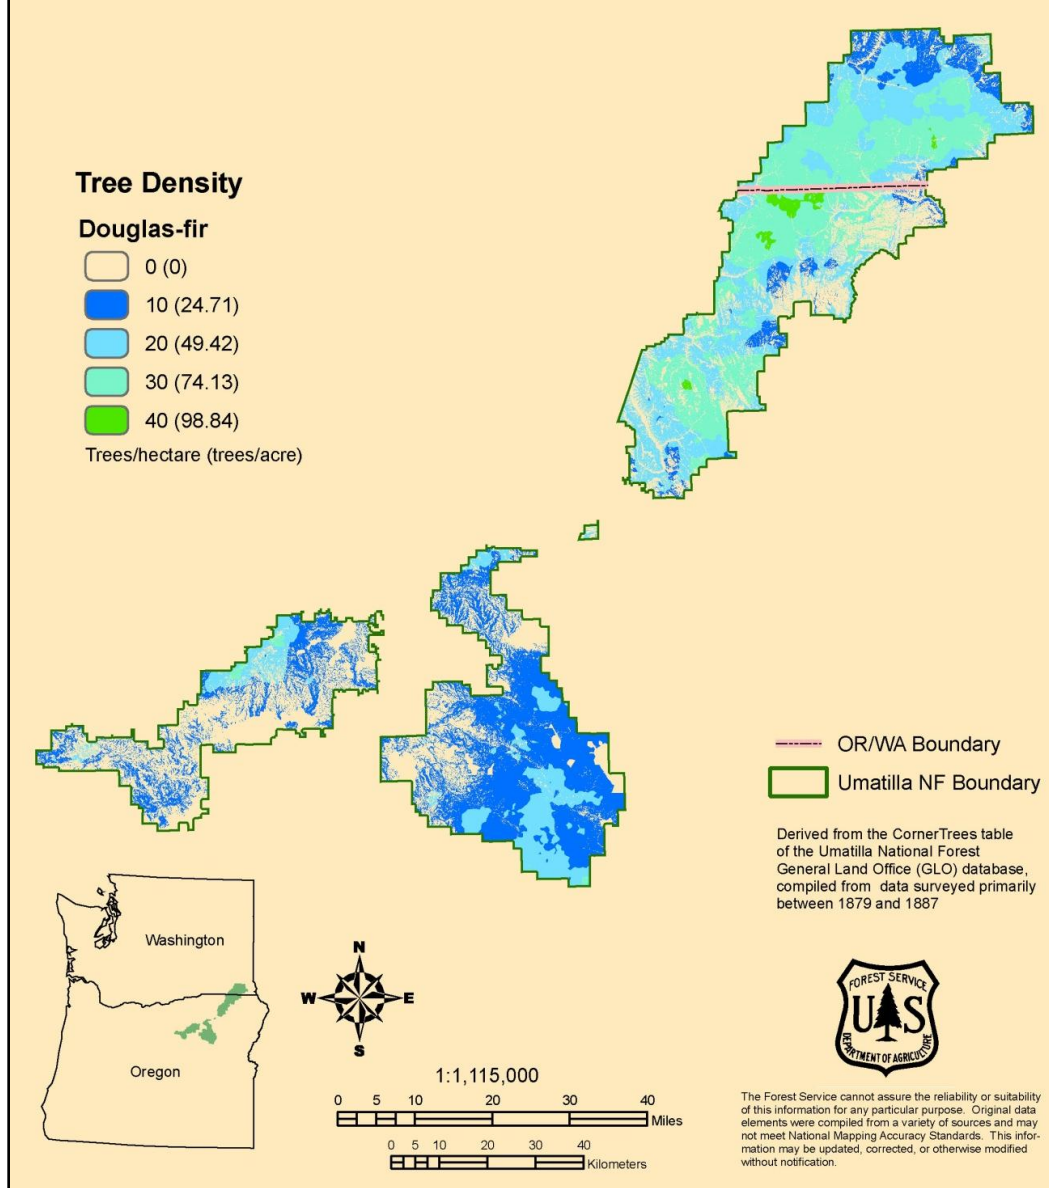 Tree Density
Douglas-fir
0 (0)
10 (24.71)
20 (49.42)
30 (74.13)
40 (98.84)
Trees/hectare (trees/acre)
OR/WA Boundary
Umatilla NF Boundary
Derived from the CornerTrees table
of the Umatilla National Forest
General Land Office (GLO) database,
compiled from data surveyed primarily
between 1879 and 1887
Washington
Oregon
N
W
E
S
1:1,115,000
0 5 10 20 30 40
Miles
0 5 10 20 30 40
Kilometers
FOREST SERVICE
U S
DEPARTMENT OF AGRICULTURE
The Forest Service cannot assure the reliability or suitability
of this information for any particular purpose. Original data
elements were compiled from a variety of sources and may
not meet National Mapping Accuracy Standards. This infor-
mation may be updated, corrected, or otherwise modified
without notification.